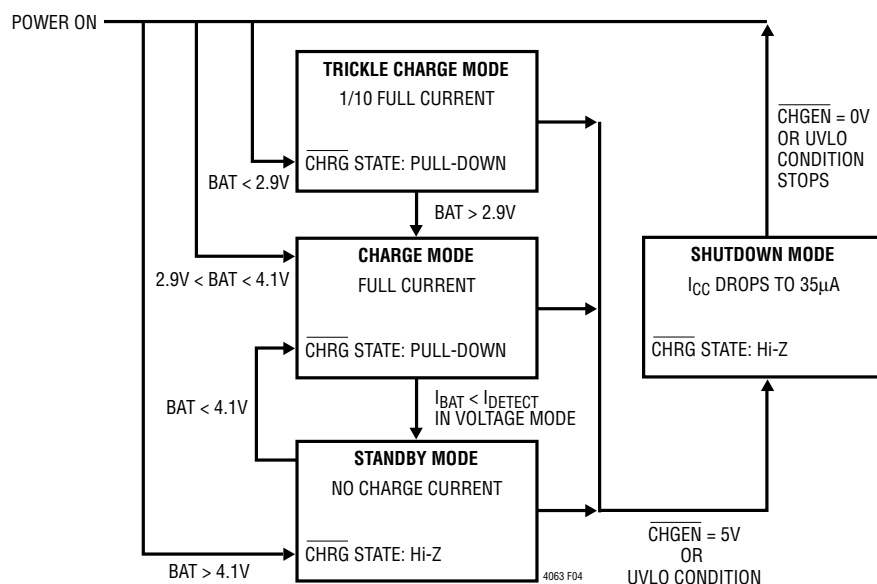 POWER ON
TRICKLE CHARGE MODE
1/10 FULL CURRENT
CHRG STATE: PULL-DOWN
BAT < 2.9V
BAT > 2.9V
CHARGE MODE
FULL CURRENT
2.9V < BAT < 4.1V
CHRG STATE: PULL-DOWN
BAT < 4.1V
IBAT < IDETECT
IN VOLTAGE MODE
STANDBY MODE
NO CHARGE CURRENT
CHRG STATE: Hi-Z
BAT > 4.1V
4063 F04
CHGEN = 0V
OR UVLO
CONDITION
STOPS
SHUTDOWN MODE
ICC DROPS TO 35µA
CHRG STATE: Hi-Z
CHGEN = 5V
OR
UVLO CONDITION